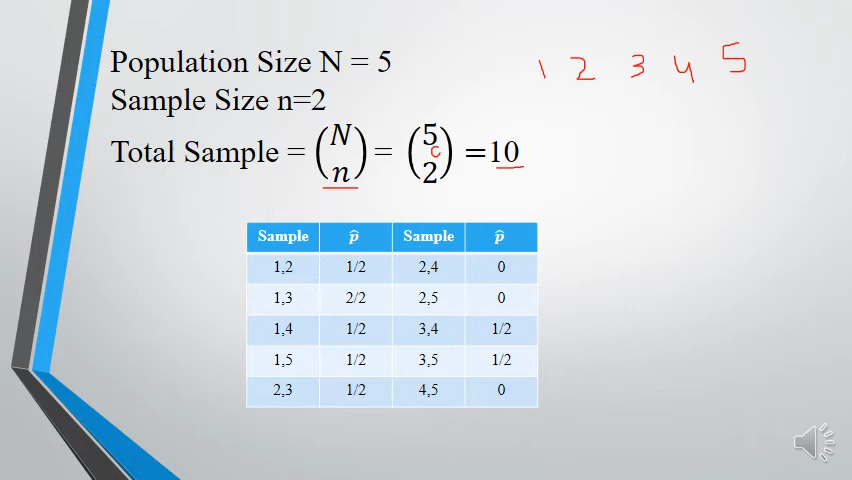 Population Size N = 5
1 2 3 4 5
Sample Size n=2
Total Sample = (N n) = (5 c 2) =10
Sample p̂ Sample p̂
1,2 1/2 2,4 0
1,3 2/2 2,5 0
1,4 1/2 3,4 1/2
1,5 1/2 3,5 1/2
2,3 1/2 4,5 0